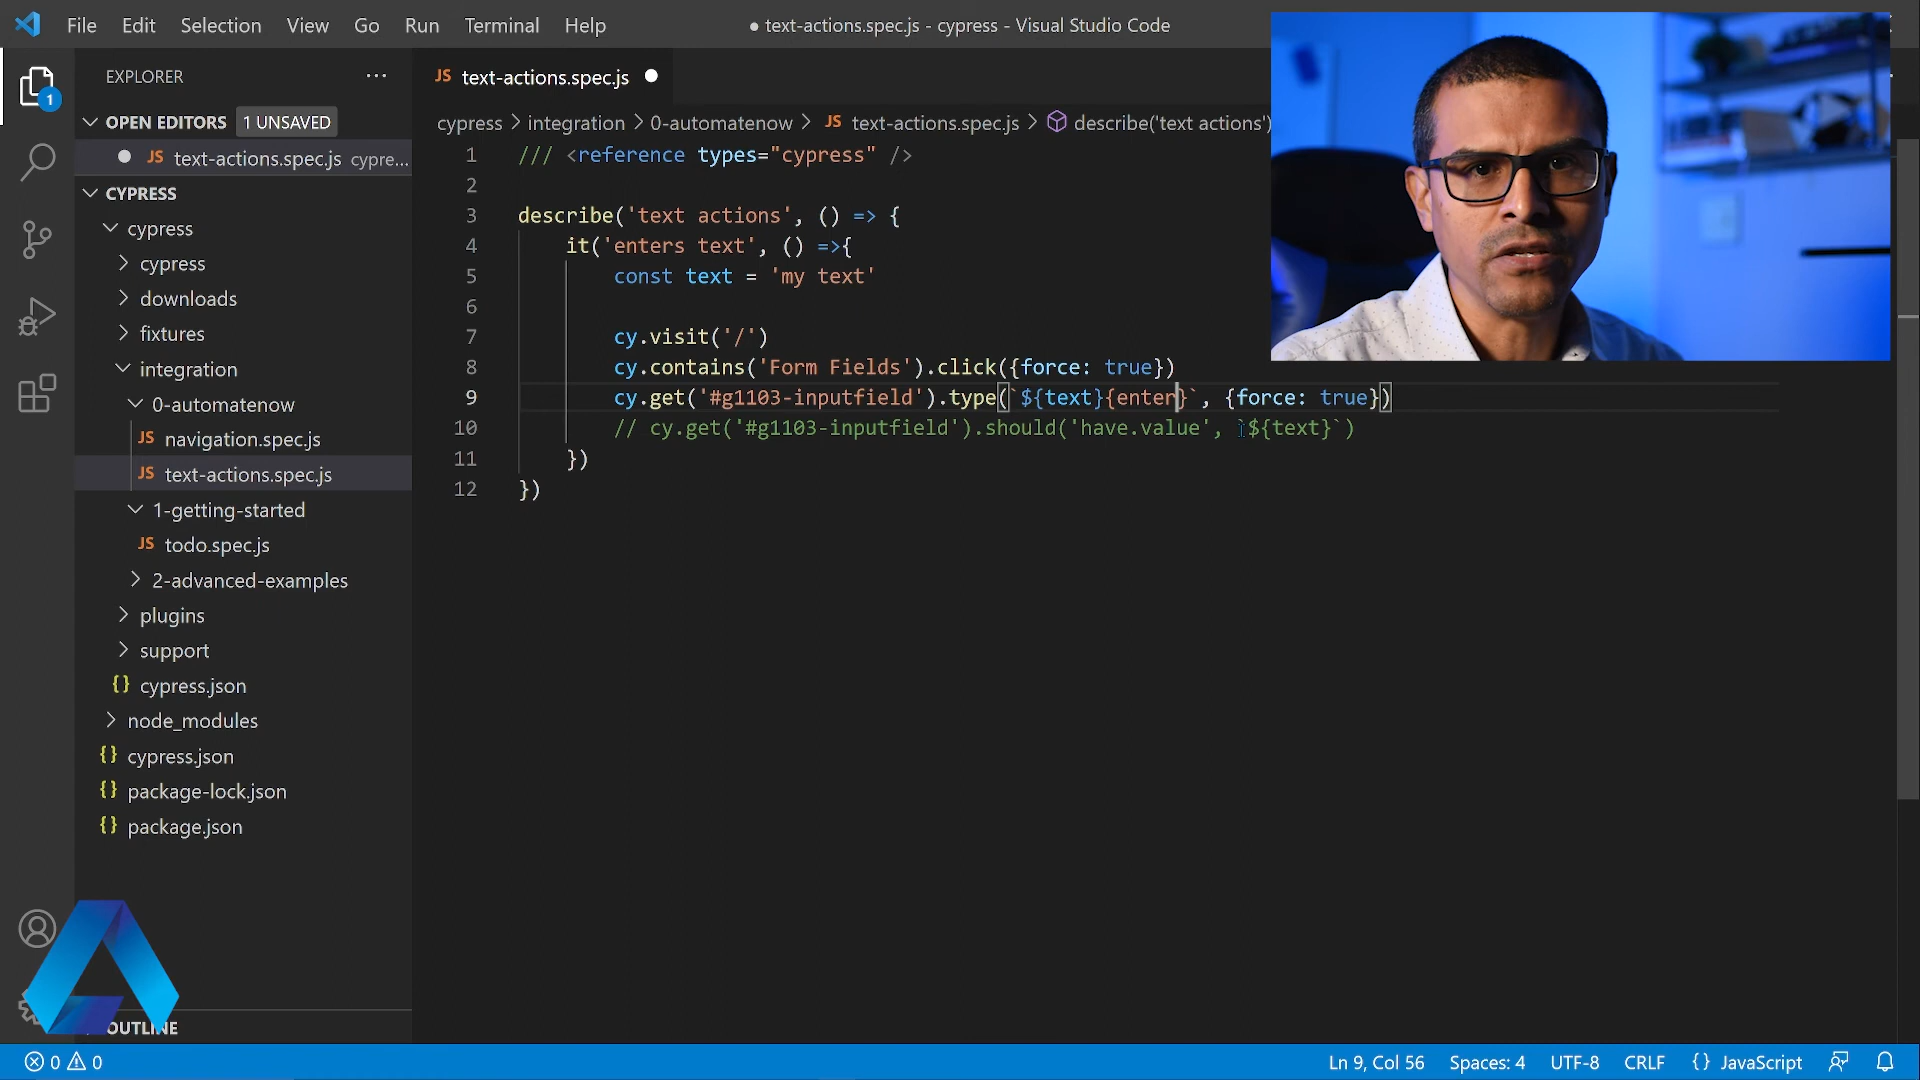 File Edit Selection View Go Run Terminal Help
● text-actions.spec.js - cypress - Visual Studio Code
EXPLORER
OPEN EDITORS 1 UNSAVED
JS text-actions.spec.js cypre...
CYPRESS
cypress
cypress
downloads
fixtures
integration
0-automatenow
JS navigation.spec.js
JS text-actions.spec.js
1-getting-started
JS todo.spec.js
2-advanced-examples
plugins
support
{} cypress.json
node_modules
{} cypress.json
{} package-lock.json
{} package.json
OUTLINE
1
JS text-actions.spec.js
cypress > integration > 0-automatenow > JS text-actions.spec.js > describe('text actions')
1 /// <reference types="cypress" />
2
3 describe('text actions', () => {
4 it('enters text', () =>{
5 const text = 'my text'
6
7 cy.visit('/')
8 cy.contains('Form Fields').click({force: true})
9 cy.get('#g1103-inputfield').type(`${text}{enter}`, {force: true})
10 // cy.get('#g1103-inputfield').should('have.value', `${text}`)
11 })
12 })
0 0 Ln 9, Col 56 Spaces: 4 UTF-8 CRLF {} JavaScript